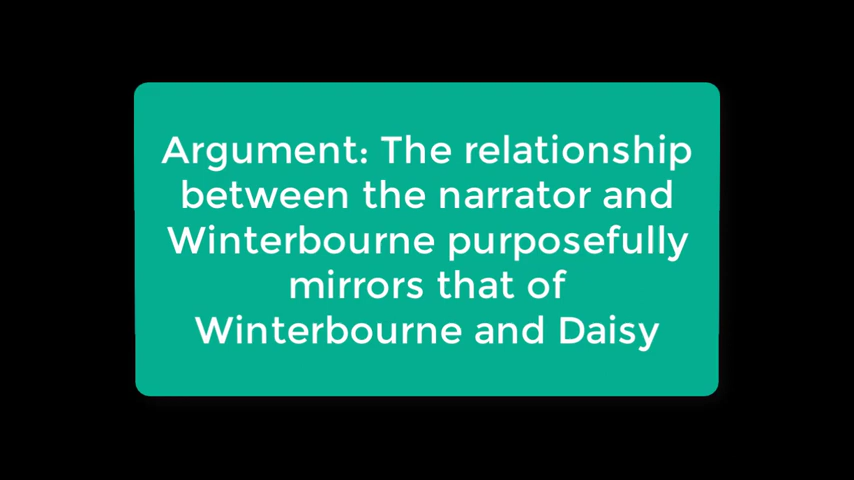 Argument: The relationship
between the narrator and
Winterbourne purposefully
mirrors that of
Winterbourne and Daisy